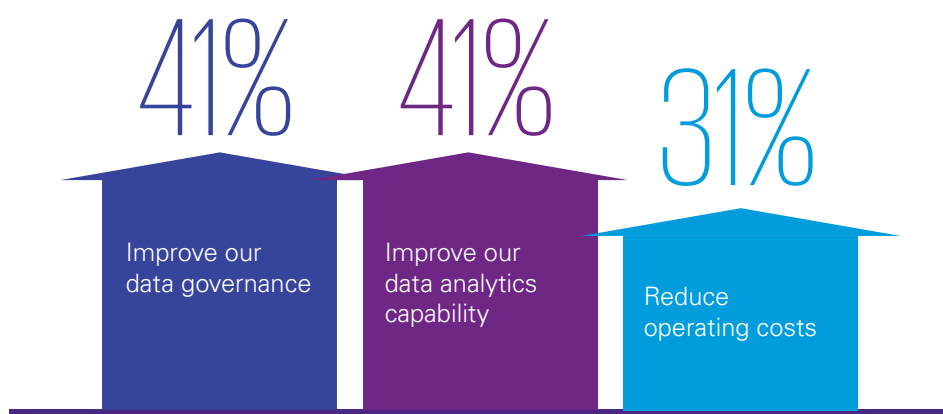 41%
41%
31%
Improve our
data governance
Improve our
data analytics
capability
Reduce
operating costs